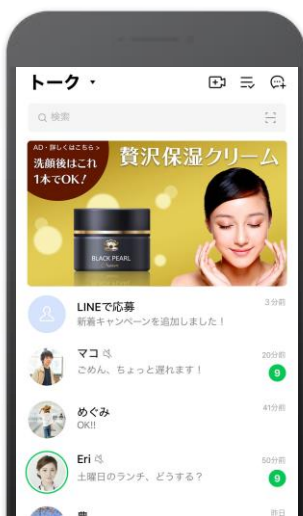 トーク
検索
AD・詳しくはこちら >
洗顔後はこれ
1本でOK!
贅沢保湿クリーム
BLACK PEARL
LINEで応募
3分前
新着キャンペーンを追加しました!
マコ
20分前
ごめん、ちょっと遅れます!
9
めぐみ
41分前
OK!!
Eri
50分前
土曜日のランチ、どうする?
9
昨日